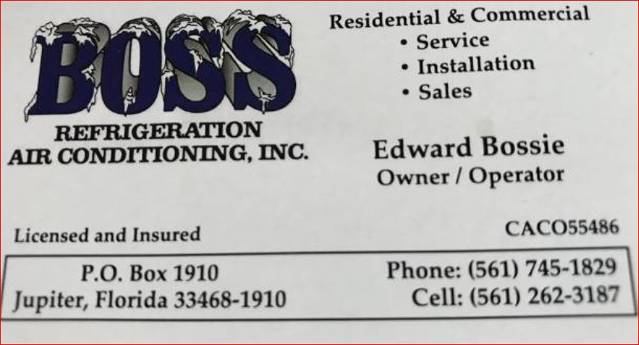 BOSS
REFRIGERATION
AIR CONDITIONING, INC.
Residential & Commercial
• Service
• Installation
• Sales
Edward Bossie
Owner / Operator
Licensed and Insured
CACO55486
P.O. Box 1910
Jupiter, Florida 33468-1910
Phone: (561) 745-1829
Cell: (561) 262-3187